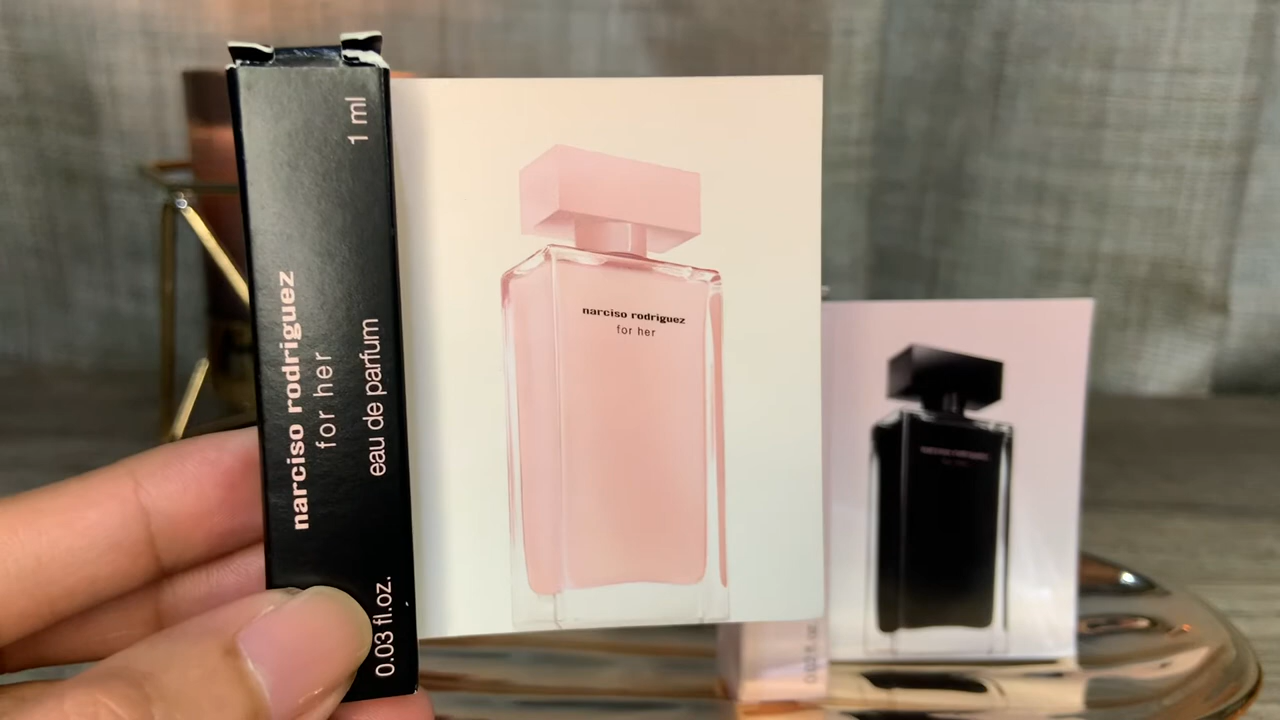 narciso rodriguez
for her
eau de parfum
0.03 fl.oz.
1 ml
narciso rodriguez
for her